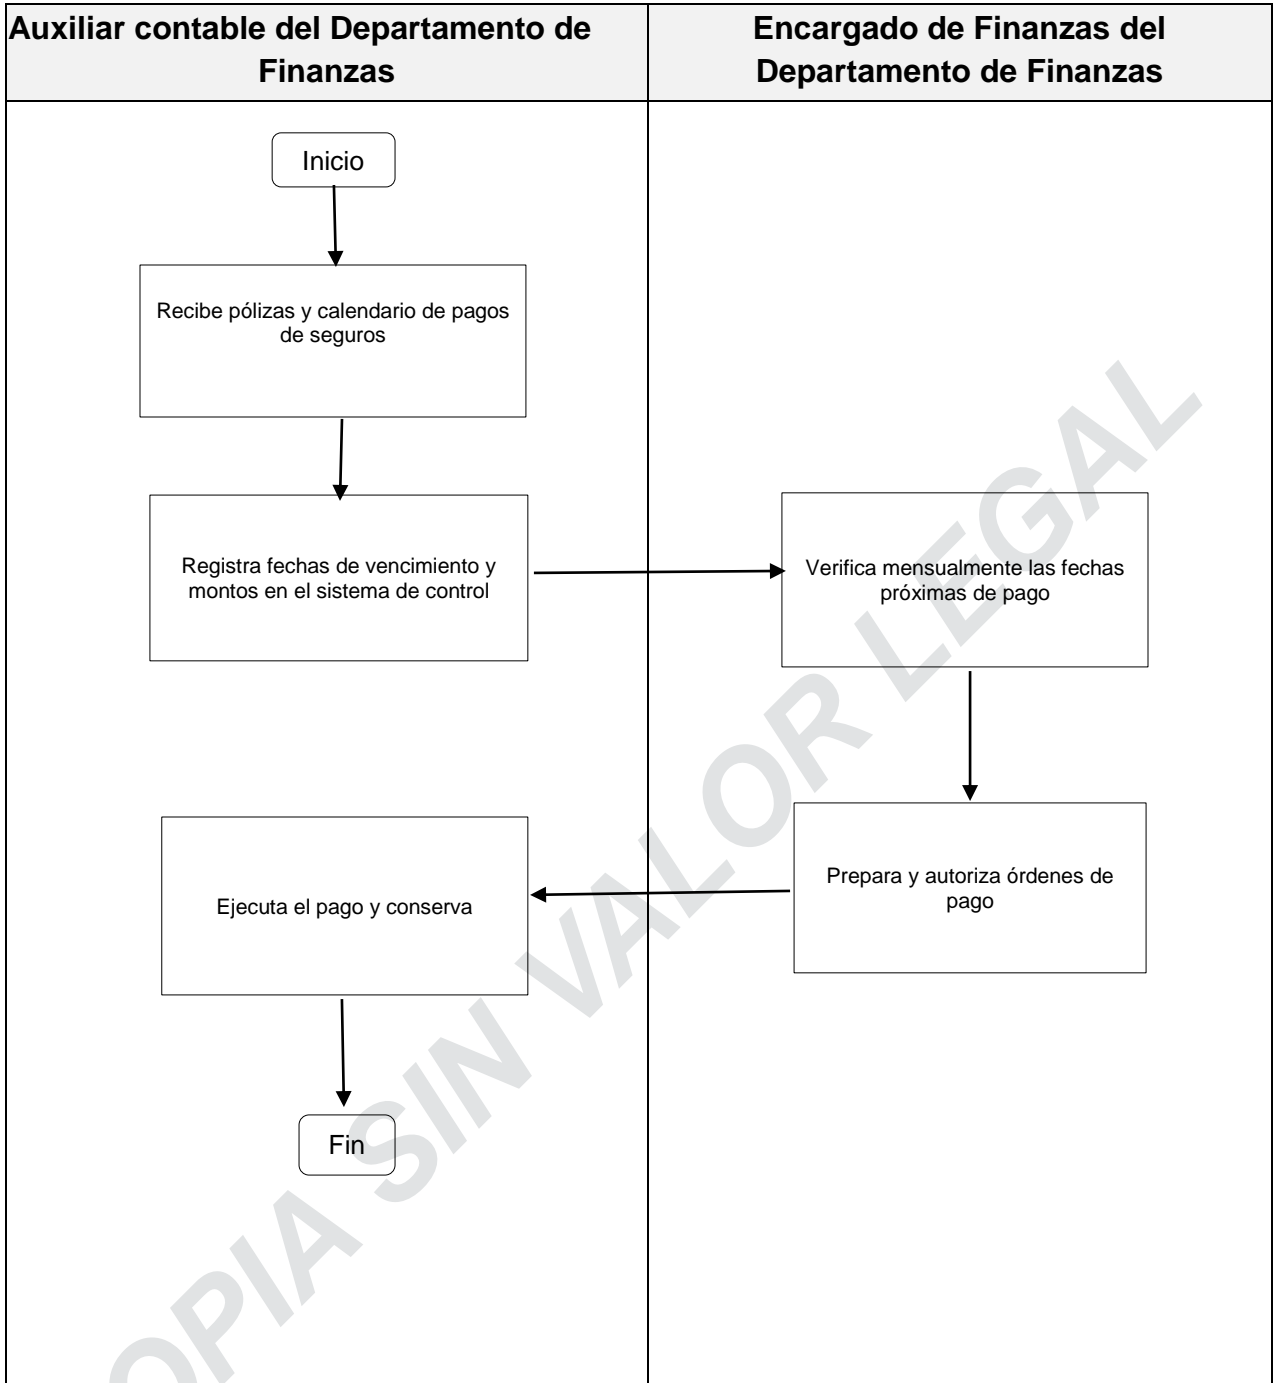 Auxiliar contable del Departamento de
Finanzas
Encargado de Finanzas del
Departamento de Finanzas
Inicio
Recibe pólizas y calendario de pagos
de seguros
Registra fechas de vencimiento y
montos en el sistema de control
Verifica mensualmente las fechas
próximas de pago
Prepara y autoriza órdenes de
pago
Ejecuta el pago y conserva
Fin
OPIA SIN VALOR LEGAL